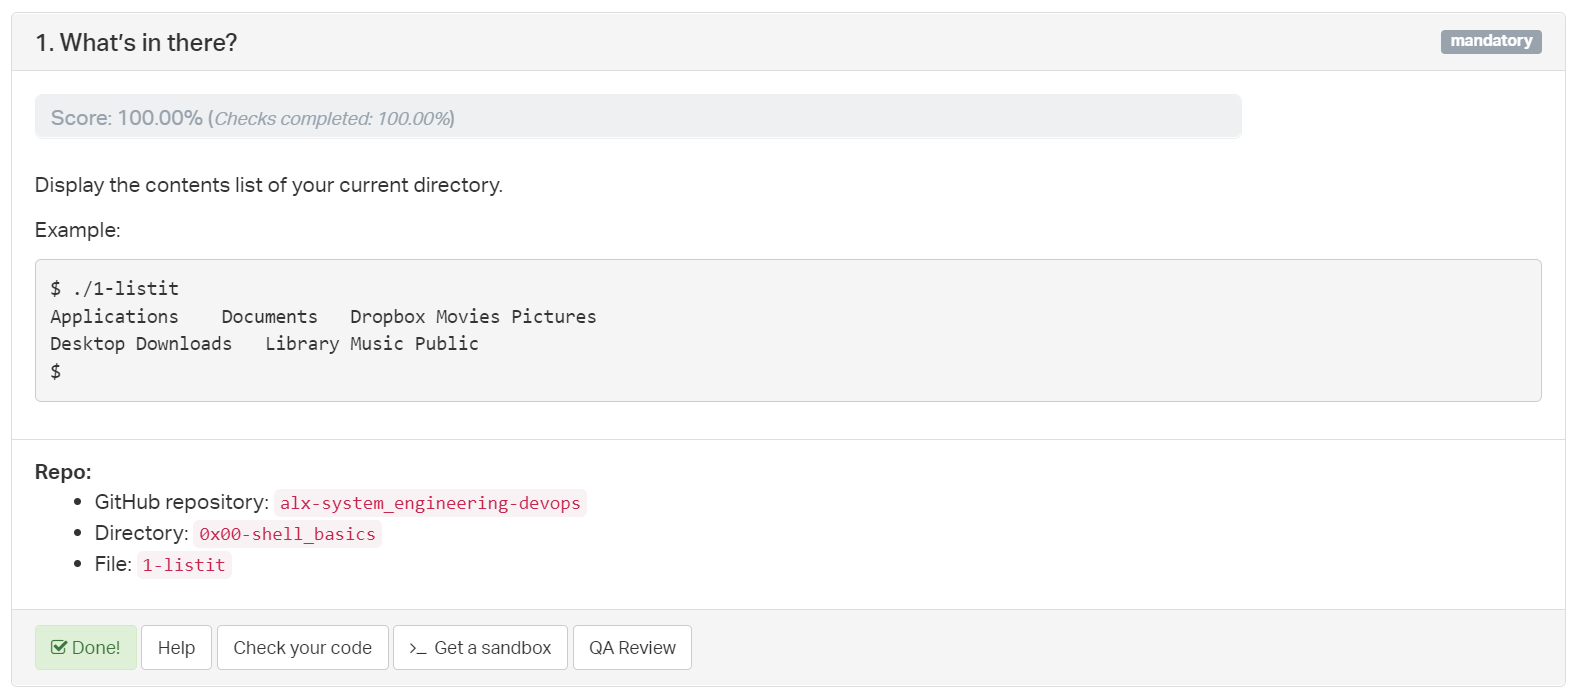 1. What's in there?
mandatory
Score: 100.00% (Checks completed: 100.00%)
Display the contents list of your current directory.
Example:
$ ./1-listit
Applications    Documents   Dropbox Movies Pictures
Desktop Downloads   Library Music Public
$
Repo:
• GitHub repository: alx-system_engineering-devops
• Directory: 0x00-shell_basics
• File: 1-listit
Done! Help Check your code >_ Get a sandbox QA Review